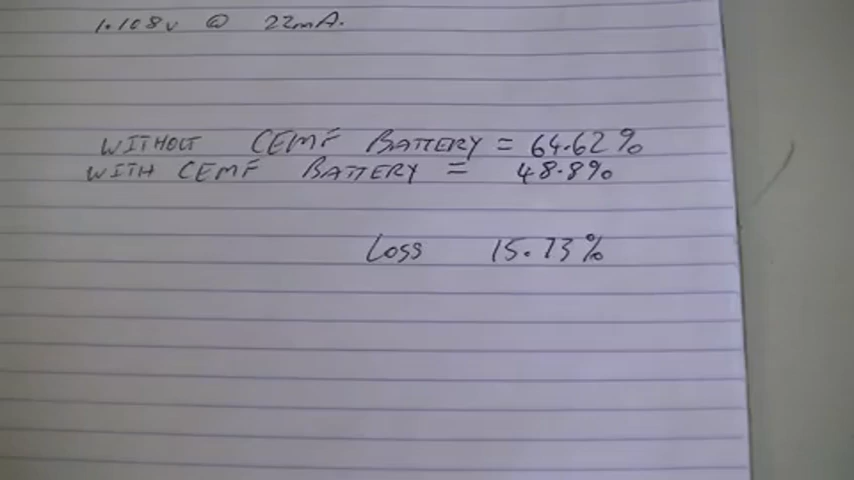 1.108v @ 22mA.
WITHOUT CEMF BATTERY = 64.62%
WITH CEMF BATTERY = 48.89%
LOSS 15.73%